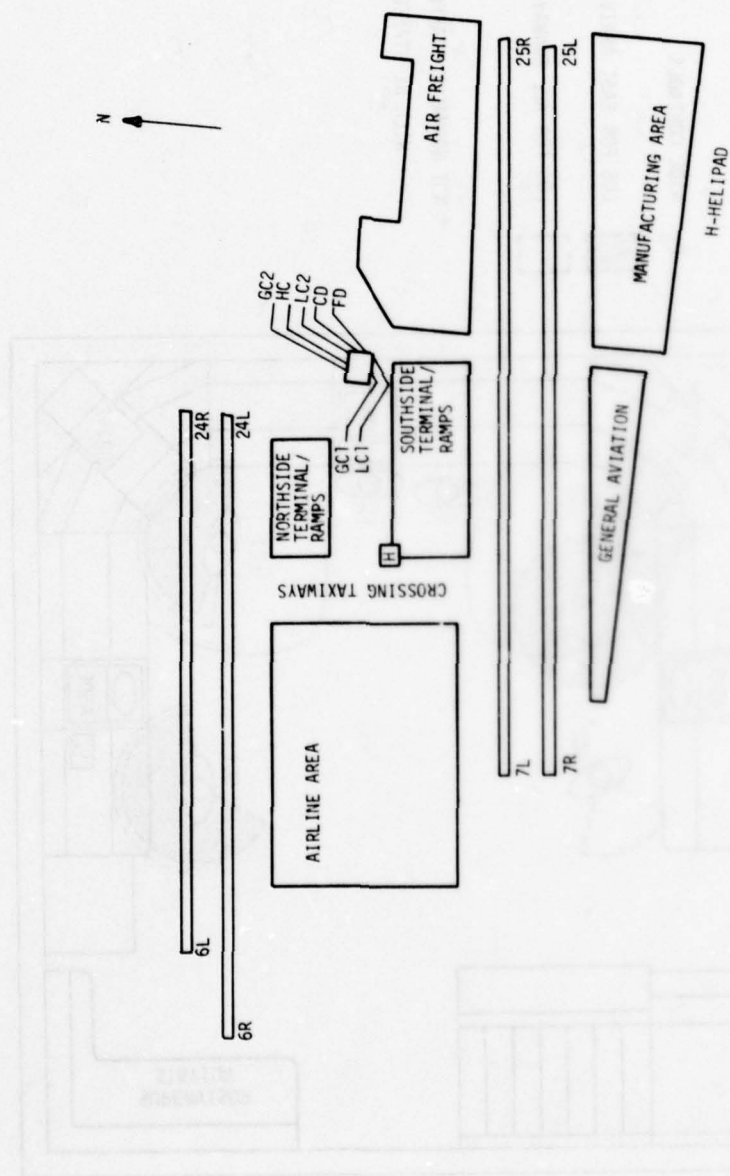 N
6L
24R
6R
24L
AIRLINE AREA
NORTHSIDE
TERMINAL/
RAMPS
GC2
HC
LC2
CD
FD
GC1
LC1
H
CROSSING TAXIWAYS
SOUTHSIDE
TERMINAL/
RAMPS
AIR FREIGHT
7L
25R
7R
25L
GENERAL AVIATION
MANUFACTURING AREA
H-HELIPAD
SUPERVISOR